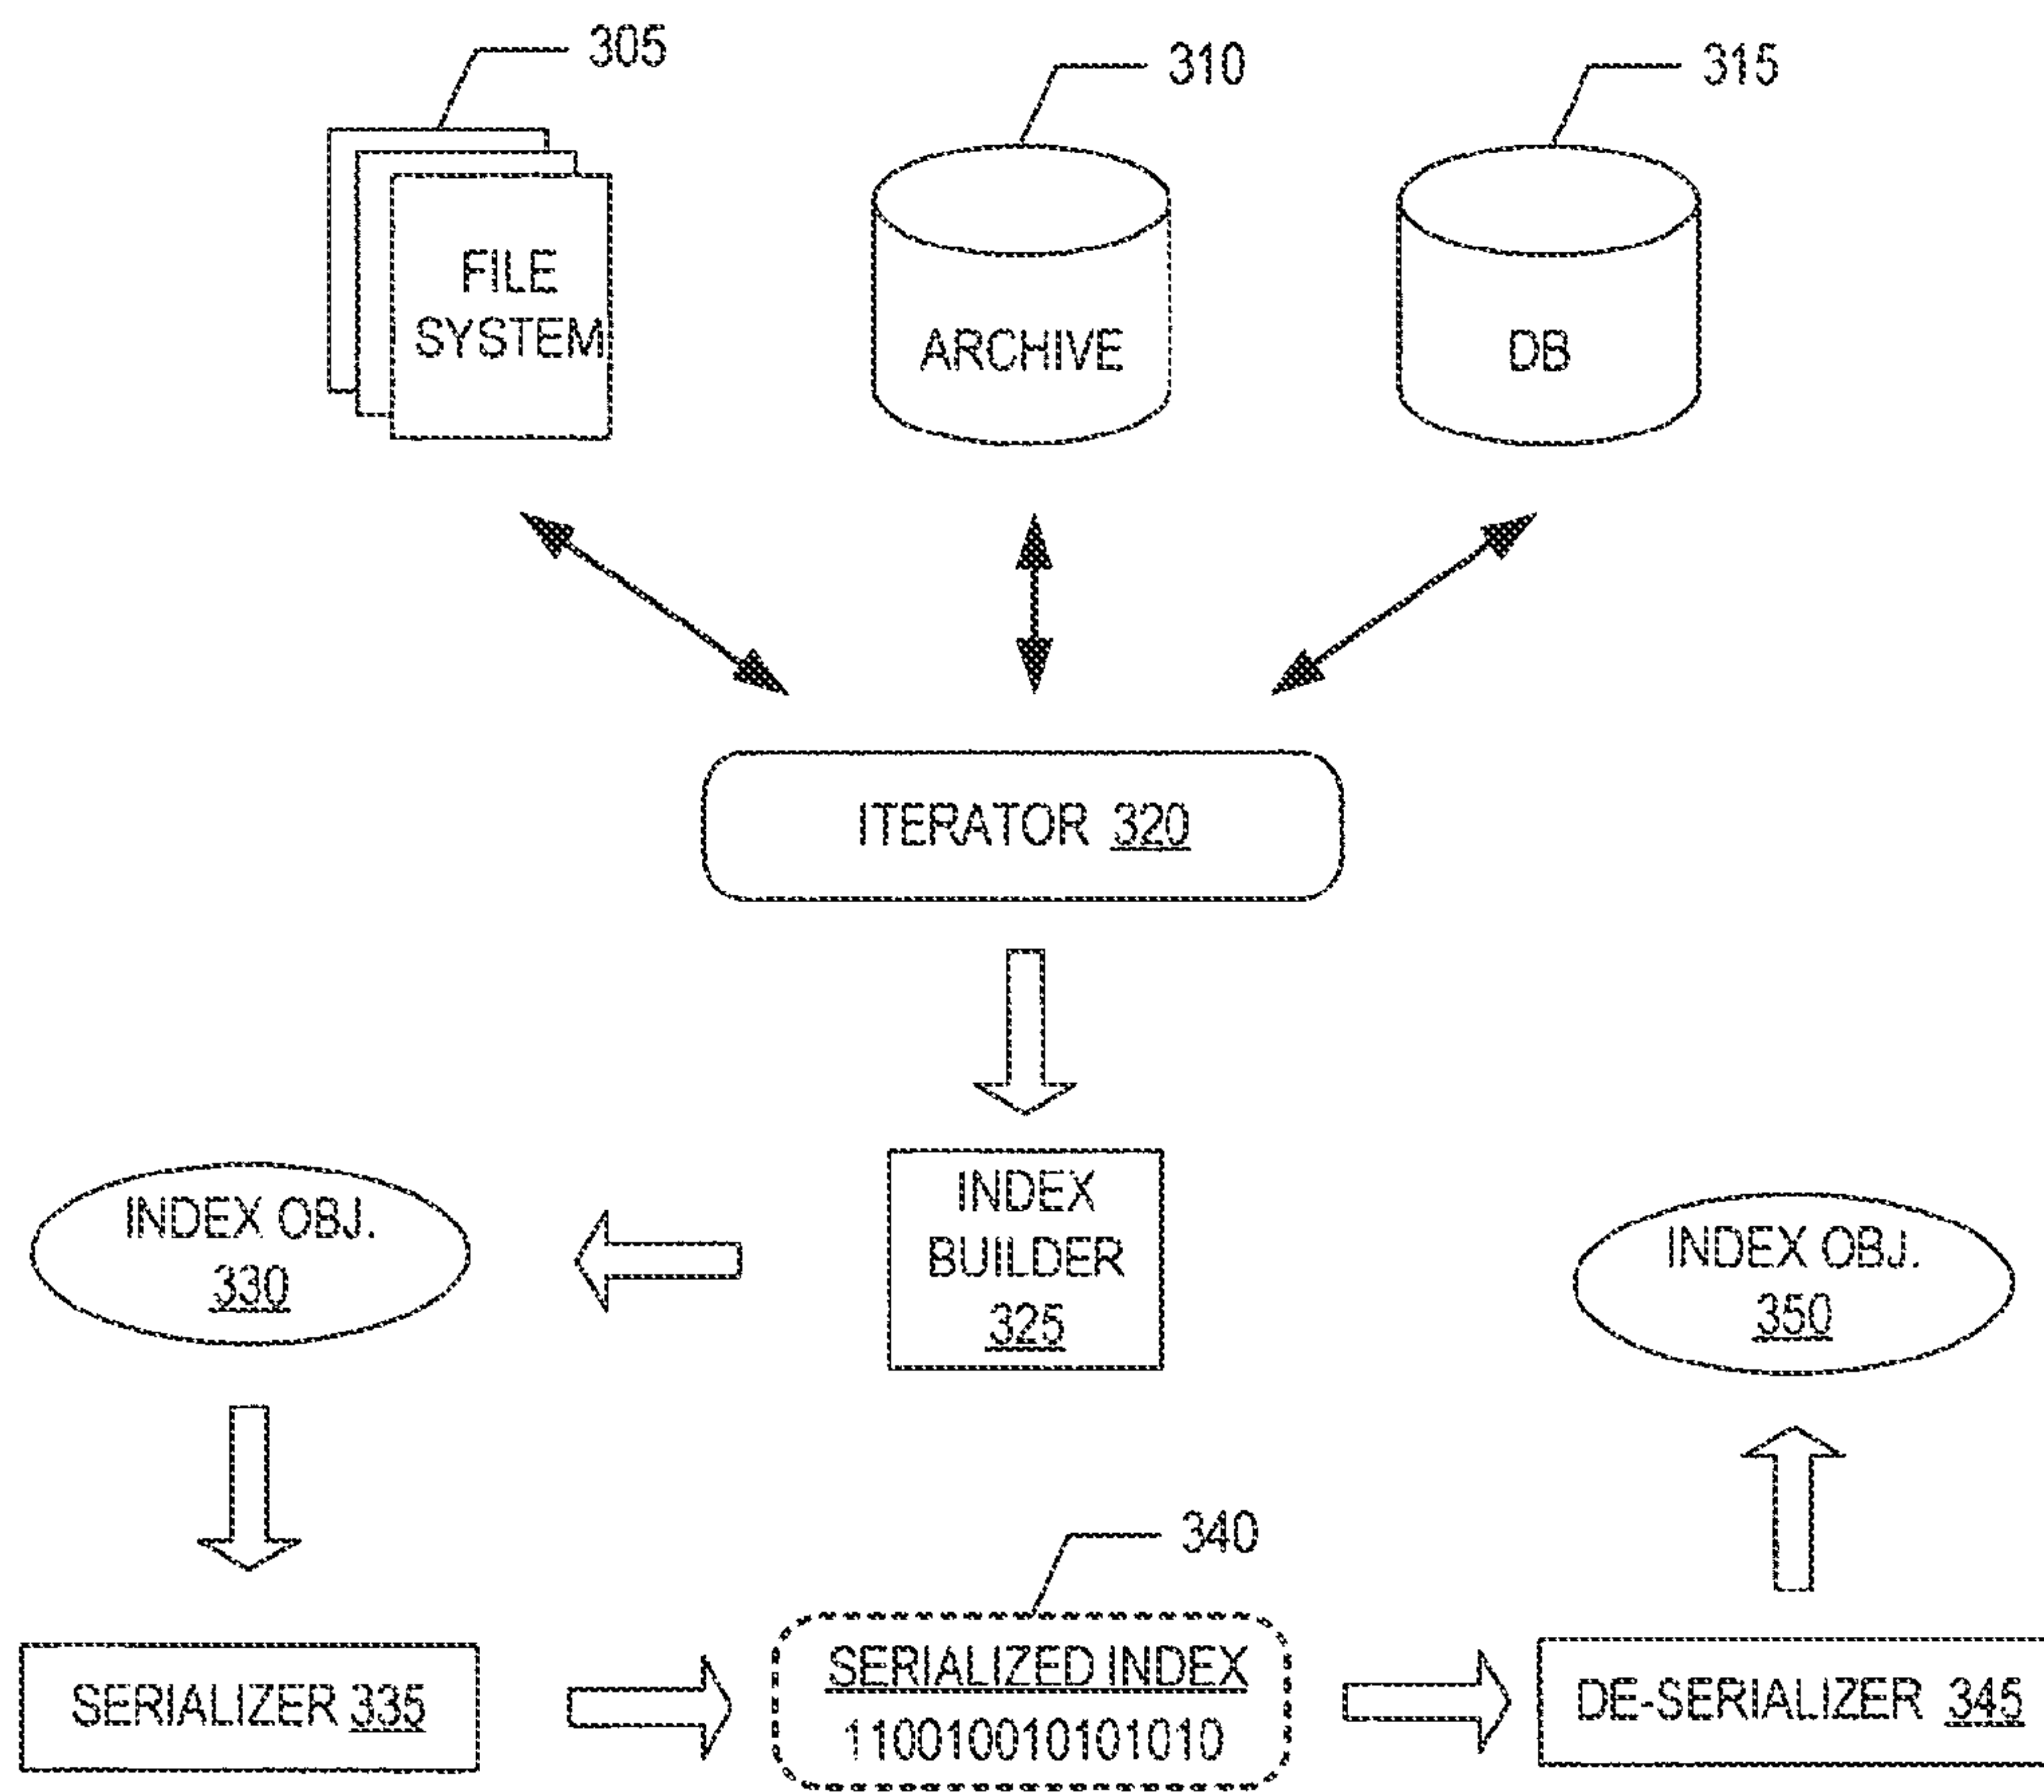 305
310
315
FILE
SYSTEM
ARCHIVE
DB
ITERATOR 320
INDEX
BUILDER
325
INDEX OBJ.
330
INDEX OBJ.
350
340
SERIALIZER 335
SERIALIZED INDEX
110010010101010
DE-SERIALIZER 345